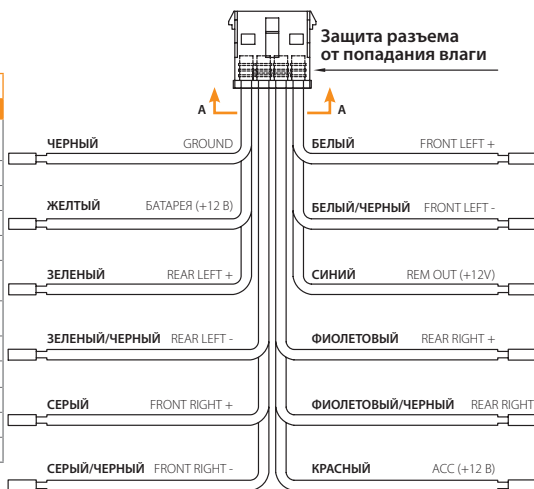 Защита разъема
от попадания влаги
A A
ЧЕРНЫЙ GROUND
БЕЛЫЙ FRONT LEFT +
ЖЕЛТЫЙ БАТАРЕЯ (+12 В)
БЕЛЫЙ/ЧЕРНЫЙ FRONT LEFT -
ЗЕЛЕНЫЙ REAR LEFT +
СИНИЙ REM OUT (+12V)
ЗЕЛЕНЫЙ/ЧЕРНЫЙ REAR LEFT -
ФИОЛЕТОВЫЙ REAR RIGHT +
СЕРЫЙ FRONT RIGHT +
ФИОЛЕТОВЫЙ/ЧЕРНЫЙ REAR RIGHT
СЕРЫЙ/ЧЕРНЫЙ FRONT RIGHT -
КРАСНЫЙ ACC (+12 В)